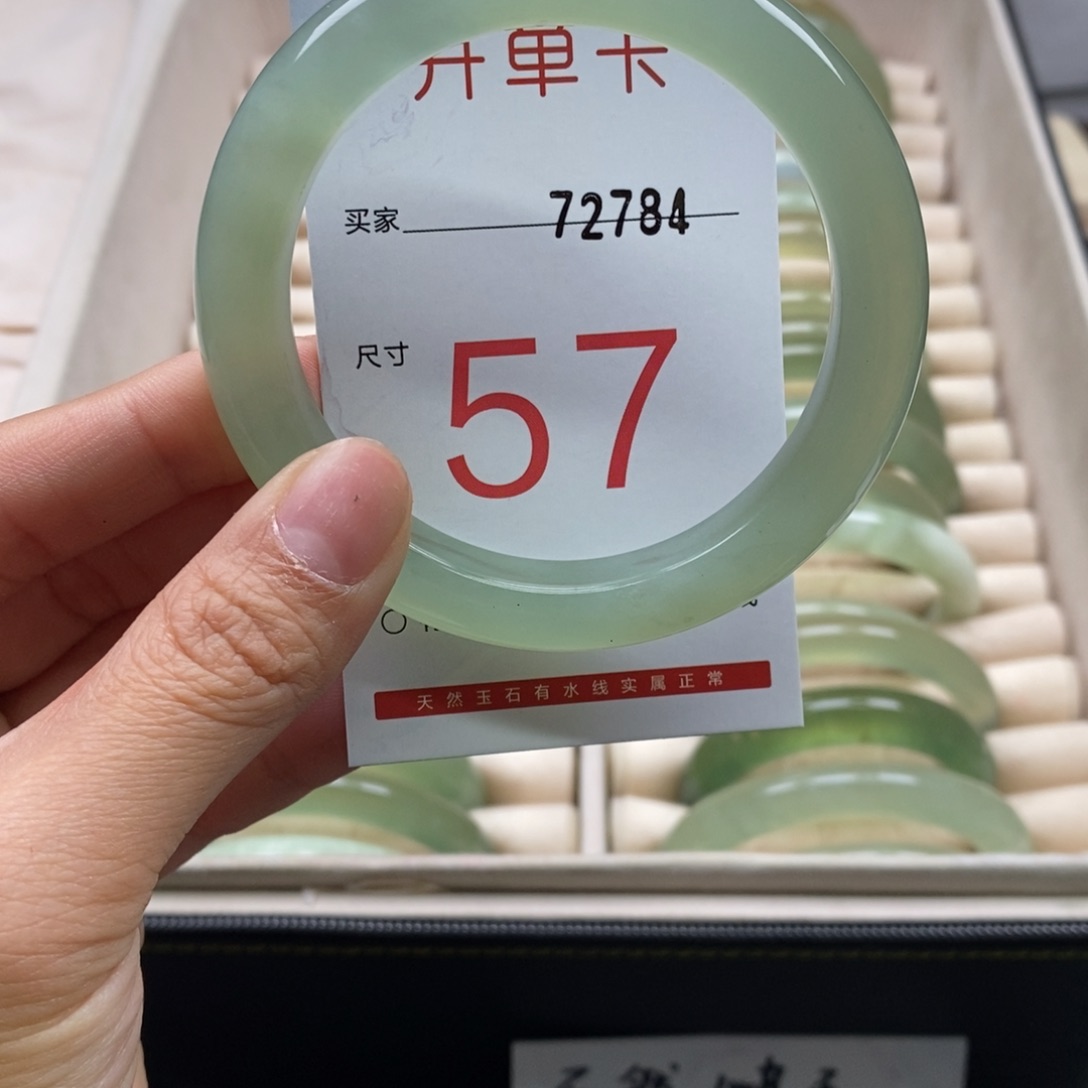 开单卡
买家 72784
尺寸 57
天然玉石有水线实属正常